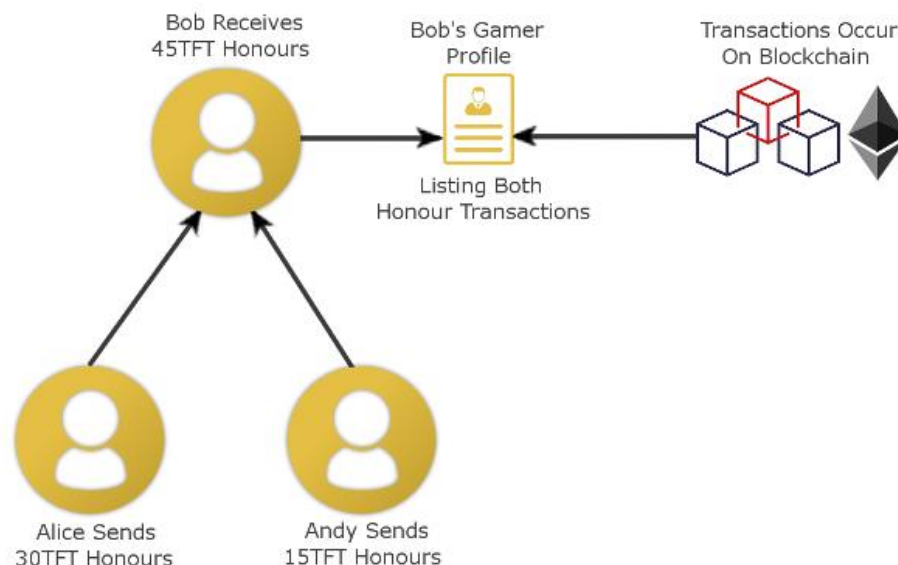 Bob Receives
45TFT Honours
Bob's Gamer
Profile
Transactions Occur
On Blockchain
Listing Both
Honour Transactions
Alice Sends
30TFT Honours
Andy Sends
15TFT Honours